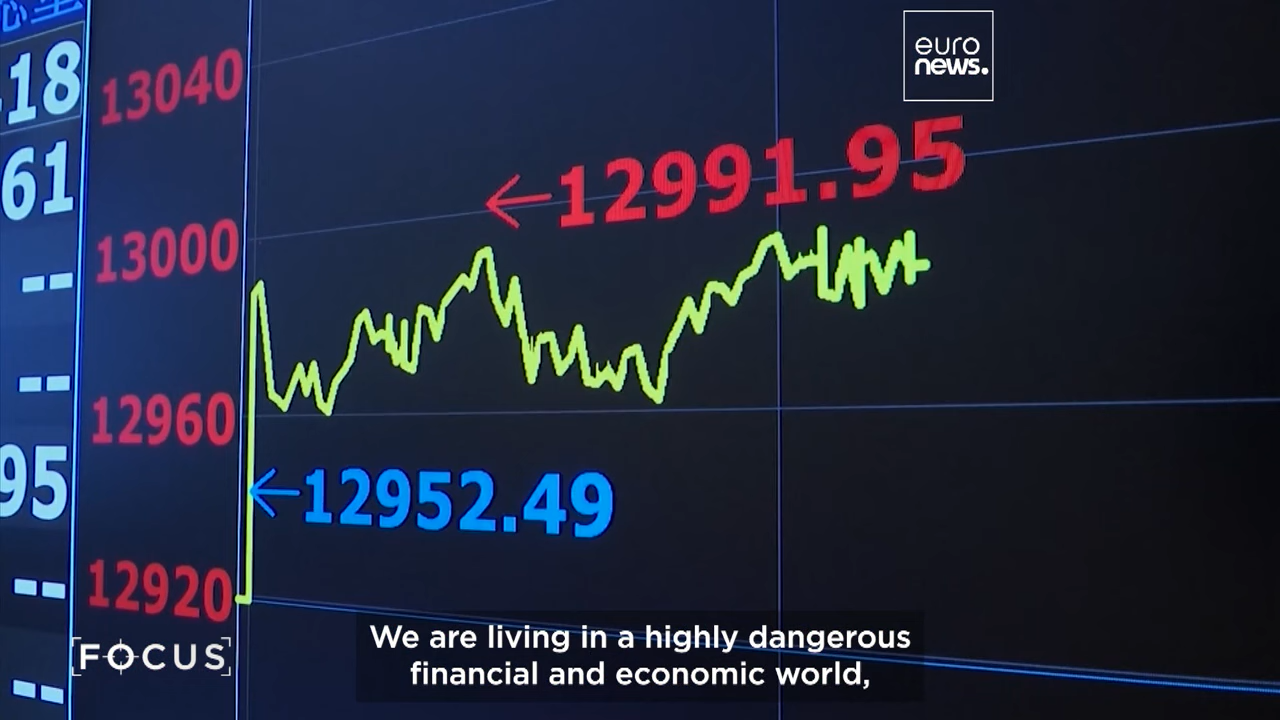 euro
news.
18
61
--
--
95
--
--
13040
13000
12960
12920
←12991.95
←12952.49
FOCUS
We are living in a highly dangerous
financial and economic world,